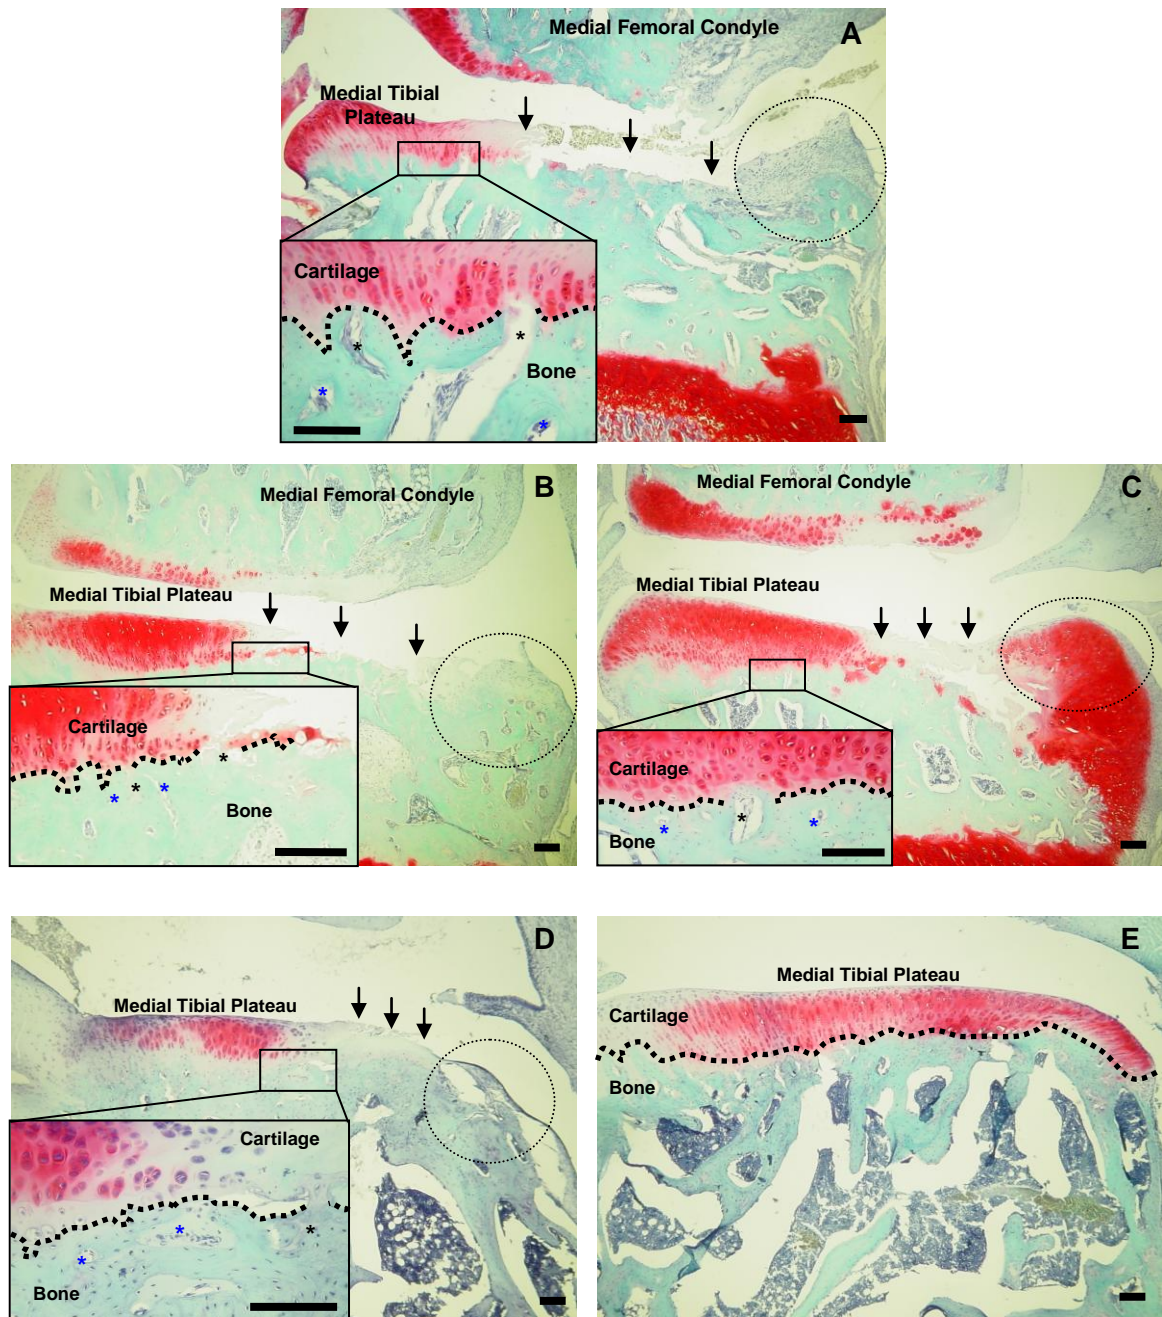 Medial Femoral Condyle
A
Medial Tibial
Plateau
Cartilage
*
*
Bone
*
*
B
Medial Femoral Condyle
Medial Tibial Plateau
Cartilage
*
*
*
*
Bone
C
Medial Femoral Condyle
Medial Tibial Plateau
Cartilage
*
*
*
Bone
D
Medial Tibial Plateau
Cartilage
*
*
*
Bone
E
Medial Tibial Plateau
Cartilage
Bone